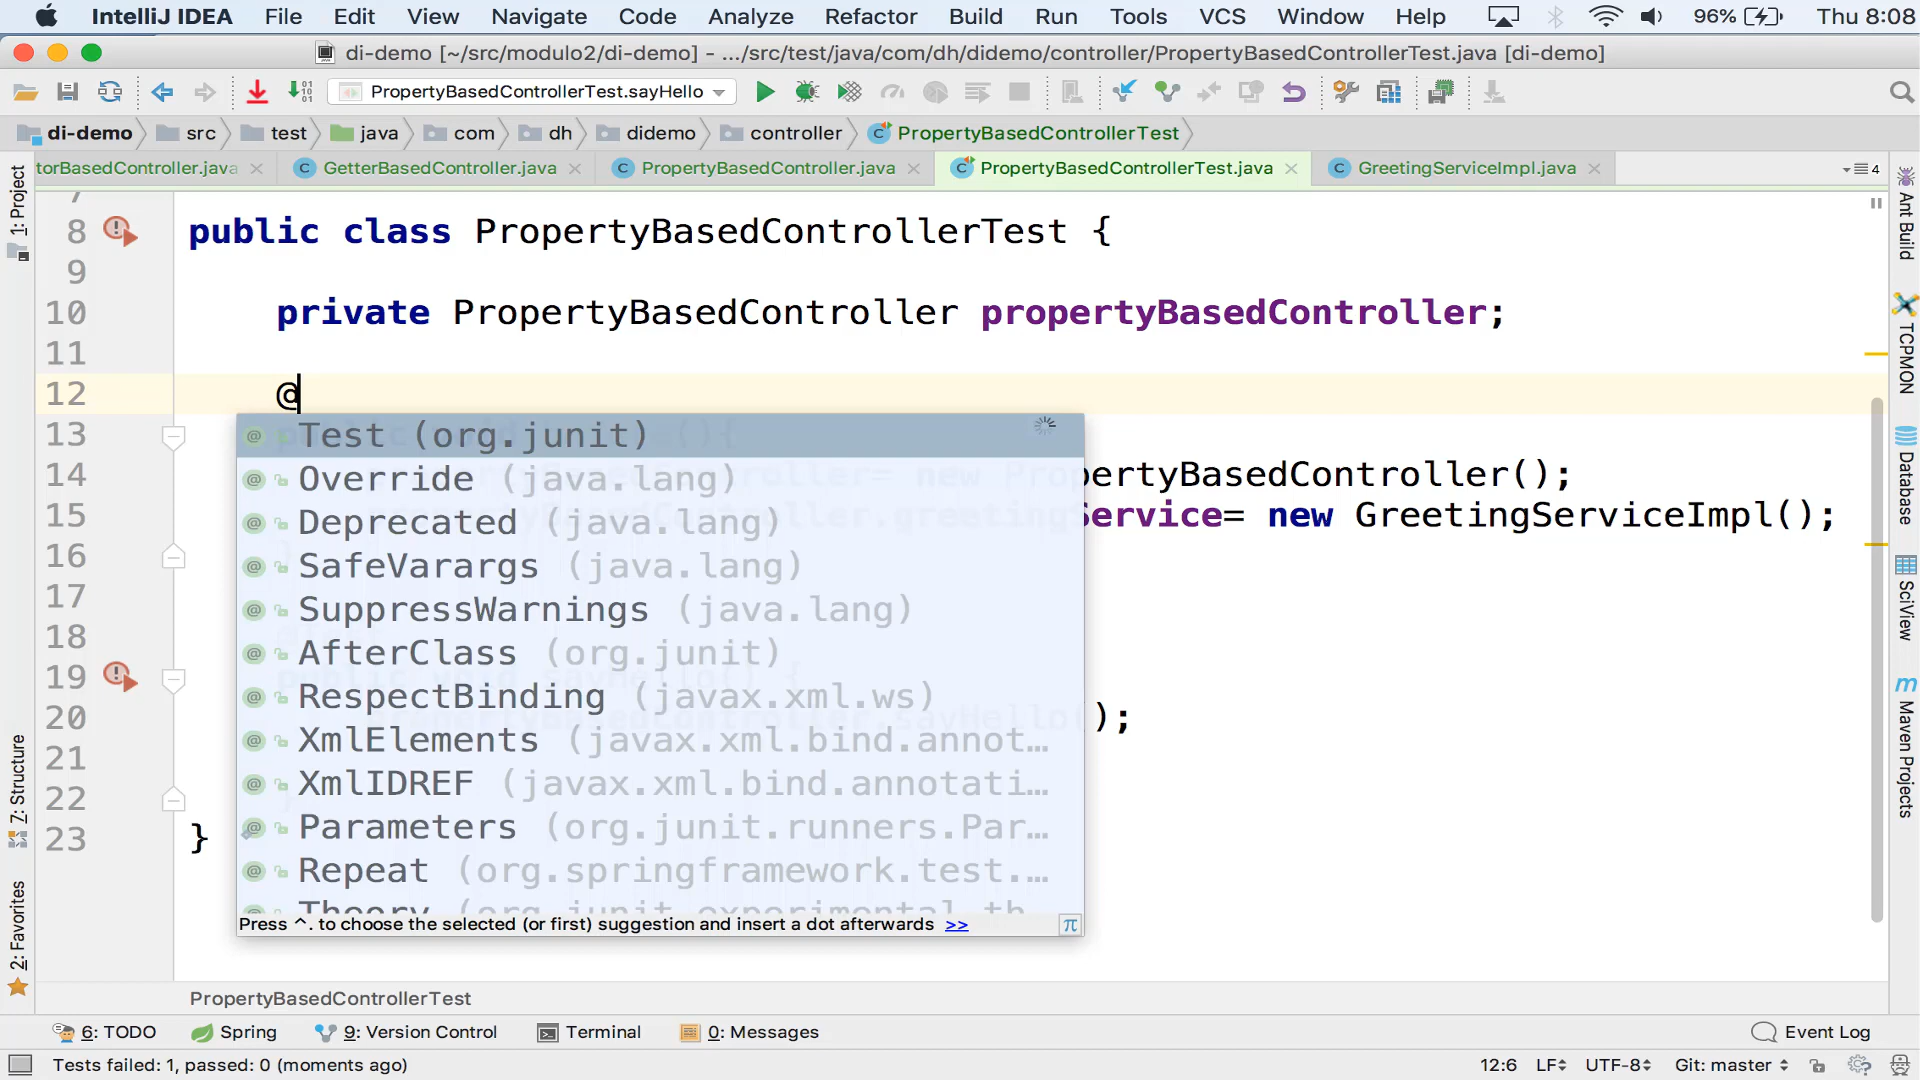 IntelliJ IDEA File Edit View Navigate Code Analyze Refactor Build Run Tools VCS Window Help 96% Thu 8:08
di-demo [~/src/modulo2/di-demo] - .../src/test/java/com/dh/didemo/controller/PropertyBasedControllerTest.java [di-demo]
PropertyBasedControllerTest.sayHello
di-demo src test java com dh didemo controller PropertyBasedControllerTest
torBasedController.java GetterBasedController.java PropertyBasedController.java PropertyBasedControllerTest.java GreetingServiceImpl.java 4
1: Project
7: Structure
2: Favorites
7
8 public class PropertyBasedControllerTest {
9
10 private PropertyBasedController propertyBasedController;
11
12 @
13
14 = new PropertyBasedController();
15 Service= new GreetingServiceImpl();
16
17
18
19
20 );
21
22
23 }
Test (org.junit)
Override (java.lang)
Deprecated (java.lang)
SafeVarargs (java.lang)
SuppressWarnings (java.lang)
AfterClass (org.junit)
RespectBinding (javax.xml.ws)
XmlElements (javax.xml.bind.annot…
XmlIDREF (javax.xml.bind.annotati…
Parameters (org.junit.runners.Par…
Repeat (org.springframework.test.…
Press ^. to choose the selected (or first) suggestion and insert a dot afterwards >> π
Ant Build
TCPMON
Database
SciView
Maven Projects
PropertyBasedControllerTest
6: TODO Spring 9: Version Control Terminal 0: Messages Event Log
Tests failed: 1, passed: 0 (moments ago) 12:6 LF UTF-8 Git: master